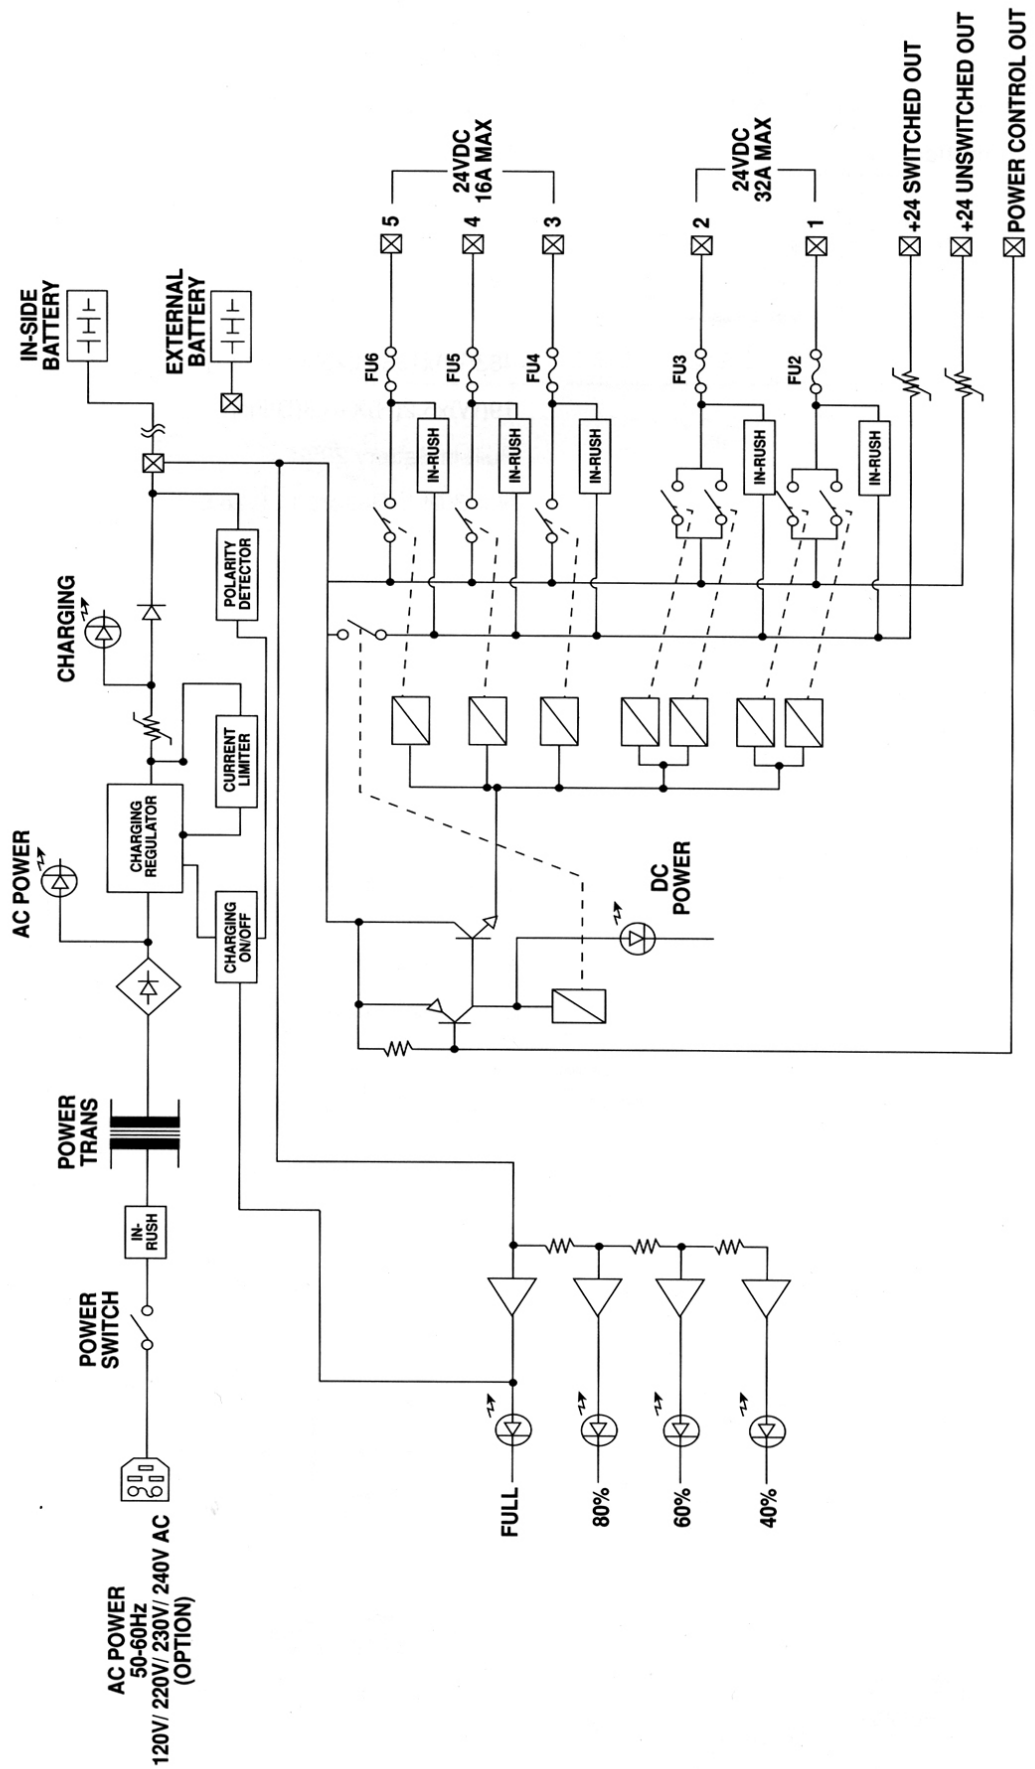 AC POWER
50-60Hz
120V/ 220V/ 230V/ 240V AC
(OPTION)
POWER
SWITCH
IN-
RUSH
POWER
TRANS
AC POWER
CHARGING
REGULATOR
CHARGING
IN-SIDE
BATTERY
EXTERNAL
BATTERY
CHARGING
ON/OFF
CURRENT
LIMITER
POLARITY
DETECTOR
FU6
5
IN-RUSH
24VDC
16A MAX
FU5
4
IN-RUSH
FU4
3
IN-RUSH
FU3
2
IN-RUSH
24VDC
32A MAX
FU2
1
IN-RUSH
DC
POWER
+24 SWITCHED OUT
+24 UNSWITCHED OUT
POWER CONTROL OUT
FULL
80%
60%
40%